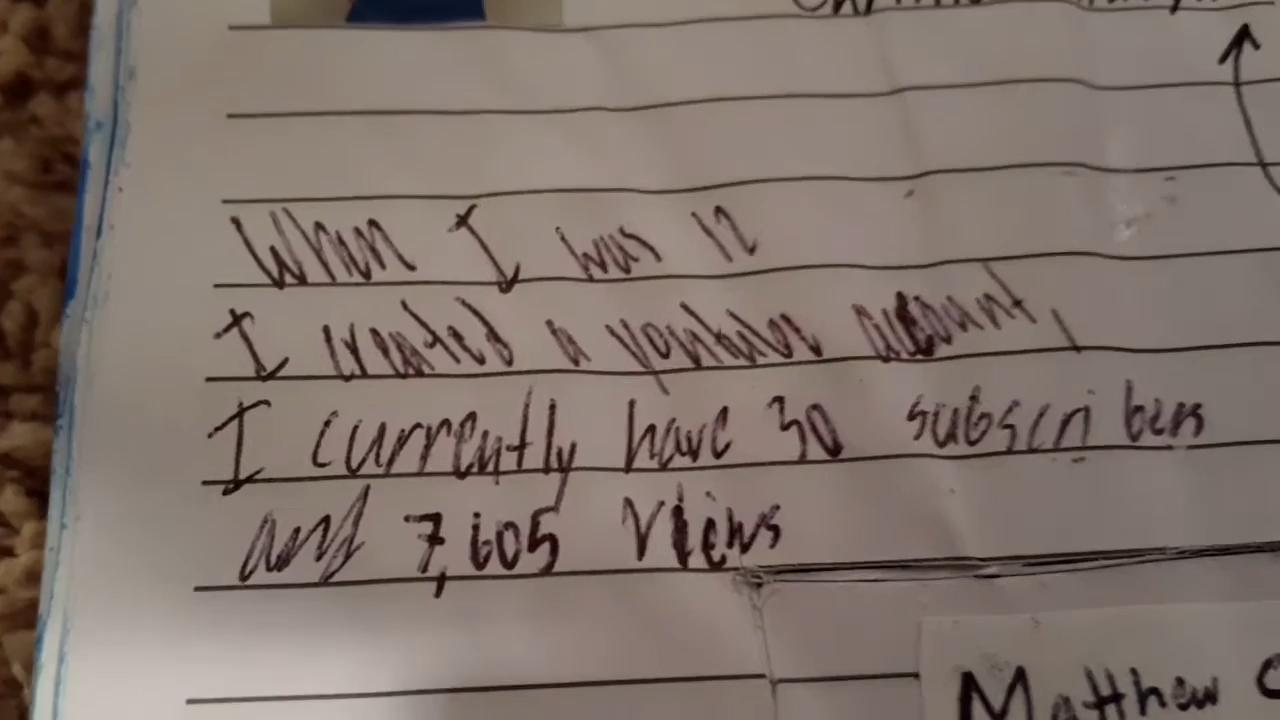 When I was 12
I created a youtube account,
I currently have 30 subscribers
and 7,605 views
Matthew